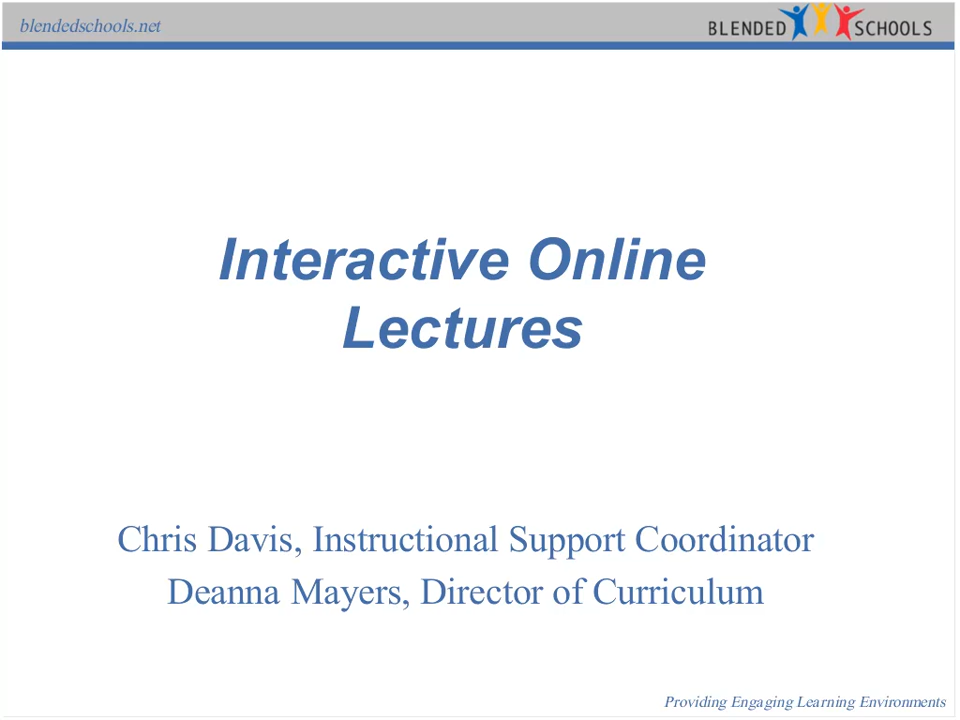 blendedschools.net
BLENDED SCHOOLS
Interactive Online
Lectures
Chris Davis, Instructional Support Coordinator
Deanna Mayers, Director of Curriculum
Providing Engaging Learning Environments